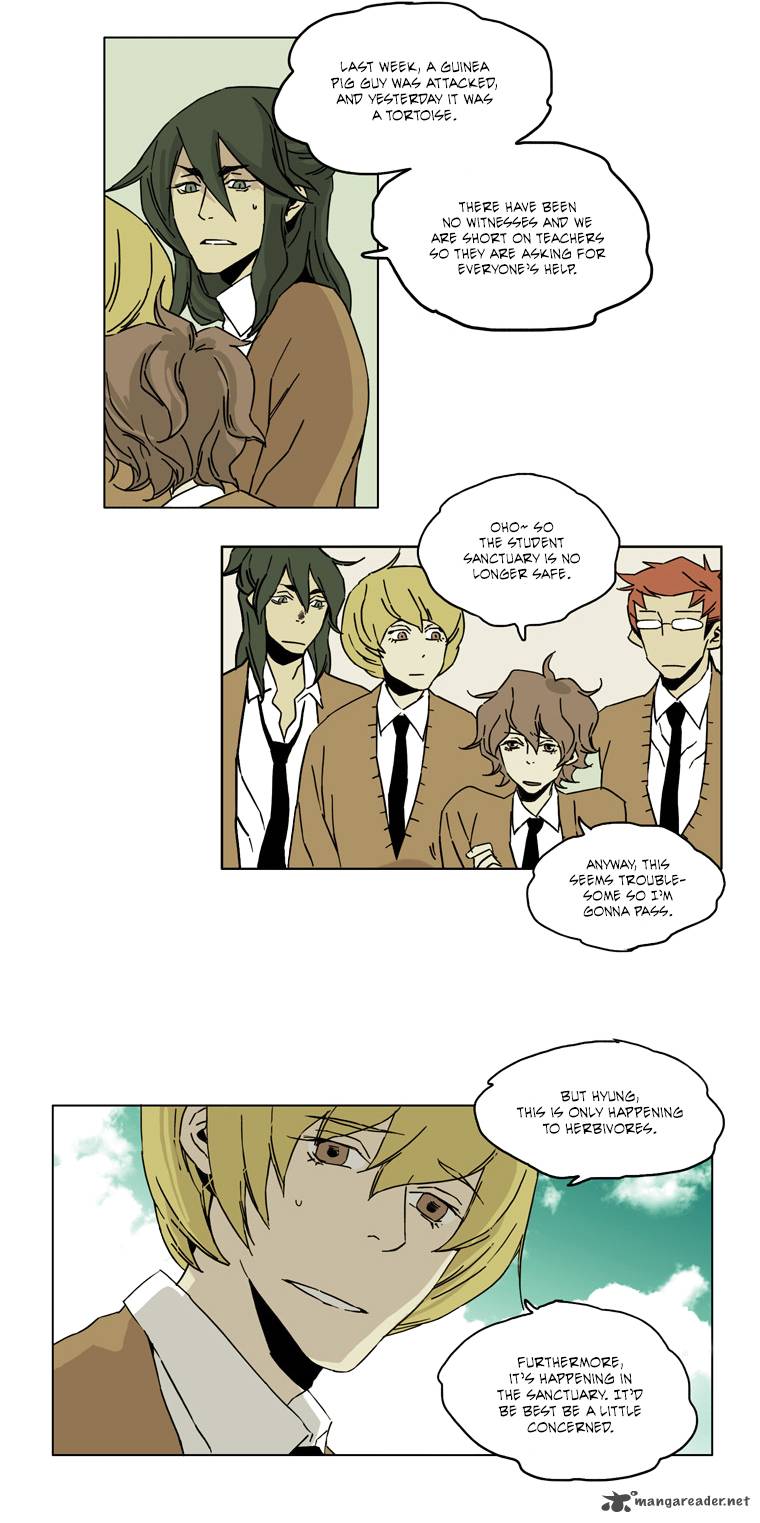 LAST WEEK, A GUINEA
PIG GUY WAS ATTACKED,
AND YESTERDAY IT WAS
A TORTOISE.
THERE HAVE BEEN
NO WITNESSES AND WE
ARE SHORT ON TEACHERS
SO THEY ARE ASKING FOR
EVERYONE'S HELP.
OHO~ SO
THE STUDENT
SANCTUARY IS NO
LONGER SAFE.
ANYWAY, THIS
SEEMS TROUBLE-
SOME SO I'M
GONNA PASS.
BUT HYUNG,
THIS IS ONLY HAPPENING
TO HERBIVORES.
FURTHERMORE,
IT'S HAPPENING IN
THE SANCTUARY. IT'D
BE BEST BE A LITTLE
CONCERNED.
mangareader.net